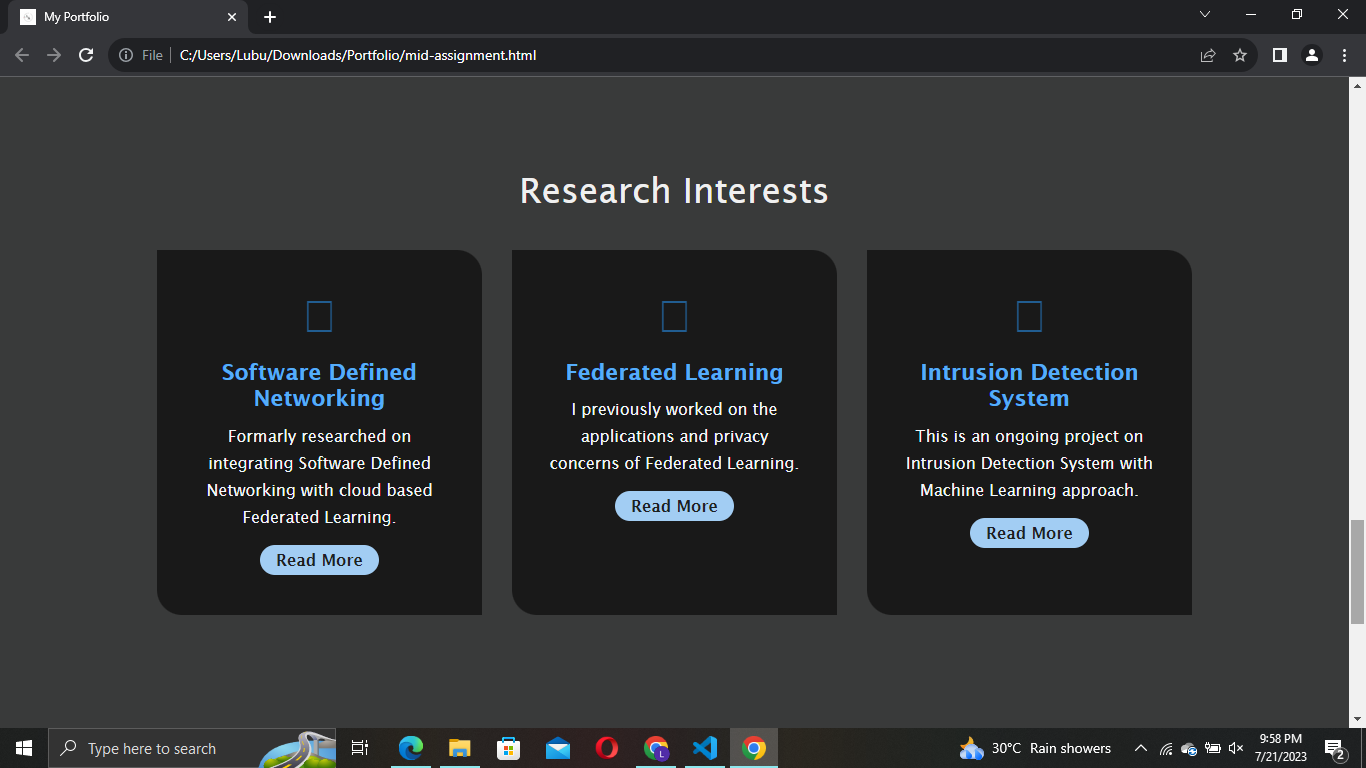 My Portfolio
File
C:/Users/Lubu/Downloads/Portfolio/mid-assignment.html
Research Interests
Software Defined
Networking
Formarly researched on
integrating Software Defined
Networking with cloud based
Federated Learning.
Read More
Federated Learning
I previously worked on the
applications and privacy
concerns of Federated Learning.
Read More
Intrusion Detection
System
This is an ongoing project on
Intrusion Detection System with
Machine Learning approach.
Read More
Type here to search
L
30°C Rain showers
9:58 PM
7/21/2023
2